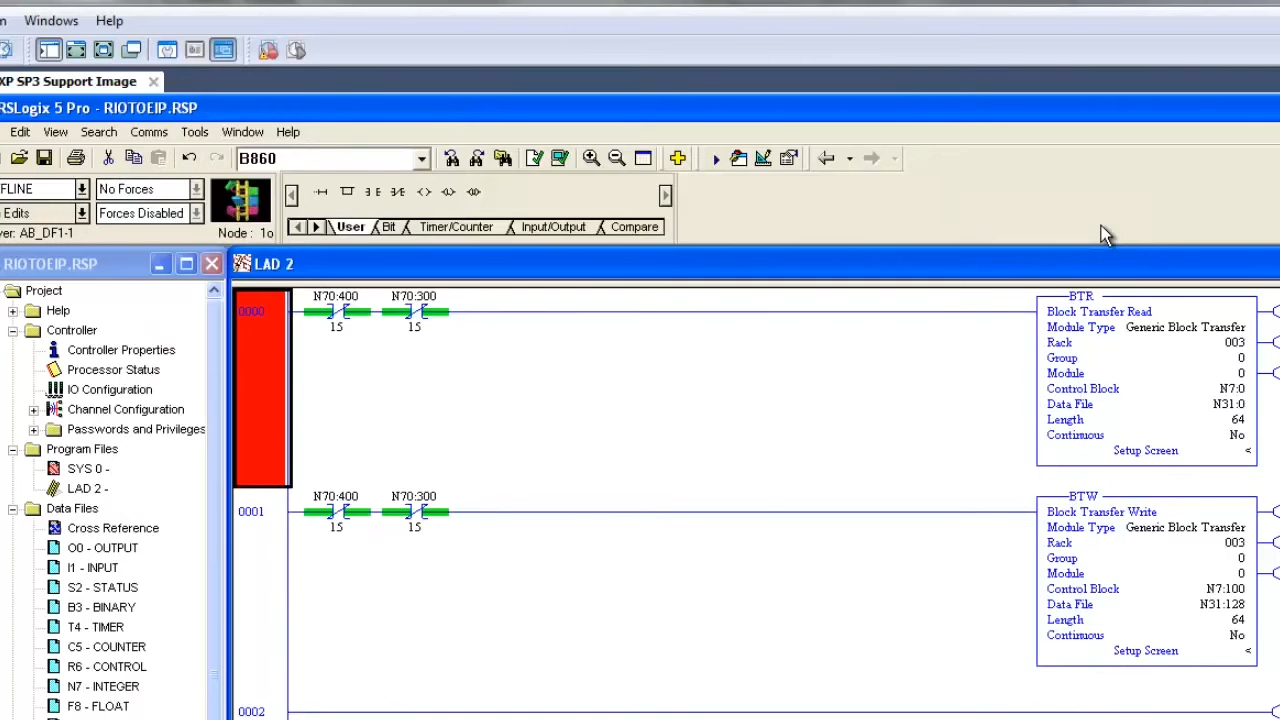 m Windows Help
XP SP3 Support Image
RSLogix 5 Pro - RIOTOEIP.RSP
Edit View Search Comms Tools Window Help
B860
FLINE No Forces
Edits Forces Disabled
ver: AB_DF1-1 Node : 1o
User Bit Timer/Counter Input/Output Compare
RIOTOEIP.RSP
LAD 2
Project
Help
Controller
Controller Properties
Processor Status
IO Configuration
Channel Configuration
Passwords and Privileges
Program Files
SYS 0 -
LAD 2 -
Data Files
Cross Reference
O0 - OUTPUT
I1 - INPUT
S2 - STATUS
B3 - BINARY
T4 - TIMER
C5 - COUNTER
R6 - CONTROL
N7 - INTEGER
F8 - FLOAT
0000
N70:400 N70:300
15 15
BTR
Block Transfer Read
Module Type Generic Block Transfer
Rack 003
Group 0
Module 0
Control Block N7:0
Data File N31:0
Length 64
Continuous No
Setup Screen <
0001
N70:400 N70:300
15 15
BTW
Block Transfer Write
Module Type Generic Block Transfer
Rack 003
Group 0
Module 0
Control Block N7:100
Data File N31:128
Length 64
Continuous No
Setup Screen <
0002